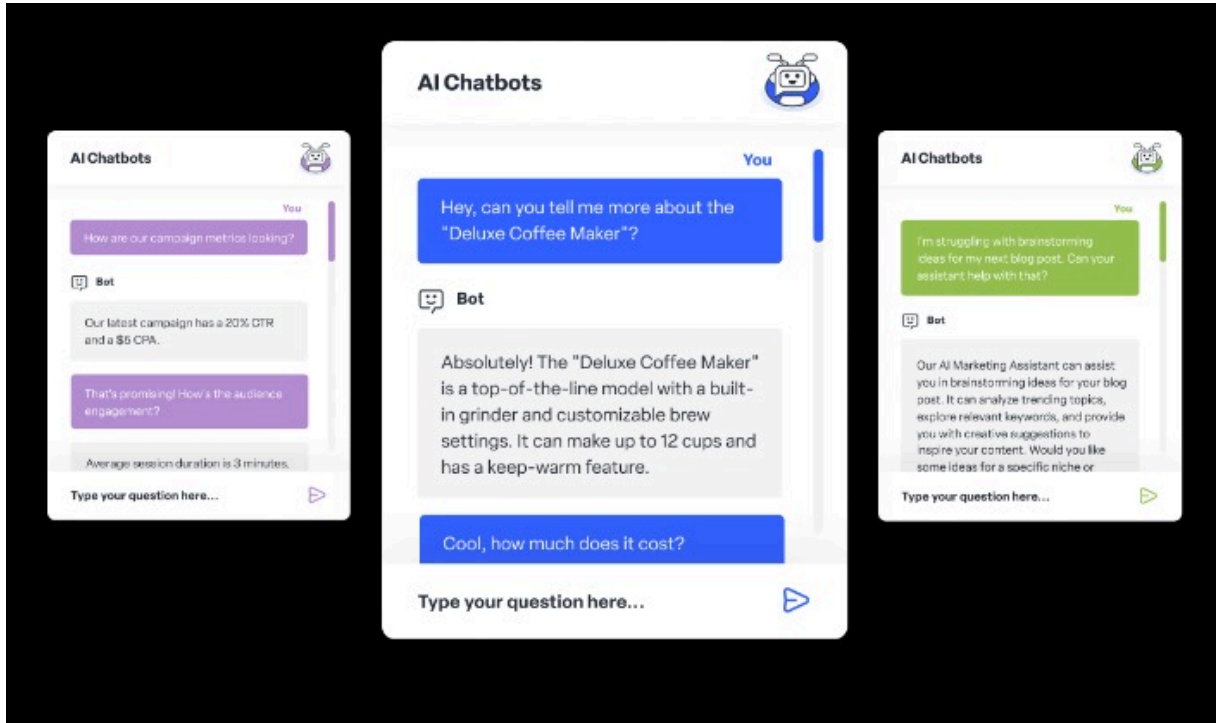 AI Chatbots
You
How are our campaign metrics looking?
Bot
Our latest campaign has a 20% CTR
and a $5 CPA.
That's promising! How's the audience
engagement?
Average session duration is 3 minutes.
Type your question here...
AI Chatbots
You
Hey, can you tell me more about the
"Deluxe Coffee Maker"?
Bot
Absolutely! The "Deluxe Coffee Maker"
is a top-of-the-line model with a built-
in grinder and customizable brew
settings. It can make up to 12 cups and
has a keep-warm feature.
Cool, how much does it cost?
Type your question here...
AI Chatbots
You
I'm struggling with brainstorming
ideas for my next blog post. Can your
assistant help with that?
Bot
Our AI Marketing Assistant can assist
you in brainstorming ideas for your blog
post. It can analyze trending topics,
explore relevant keywords, and provide
you with creative suggestions to
inspire your content. Would you like
some ideas for a specific niche or
Type your question here...